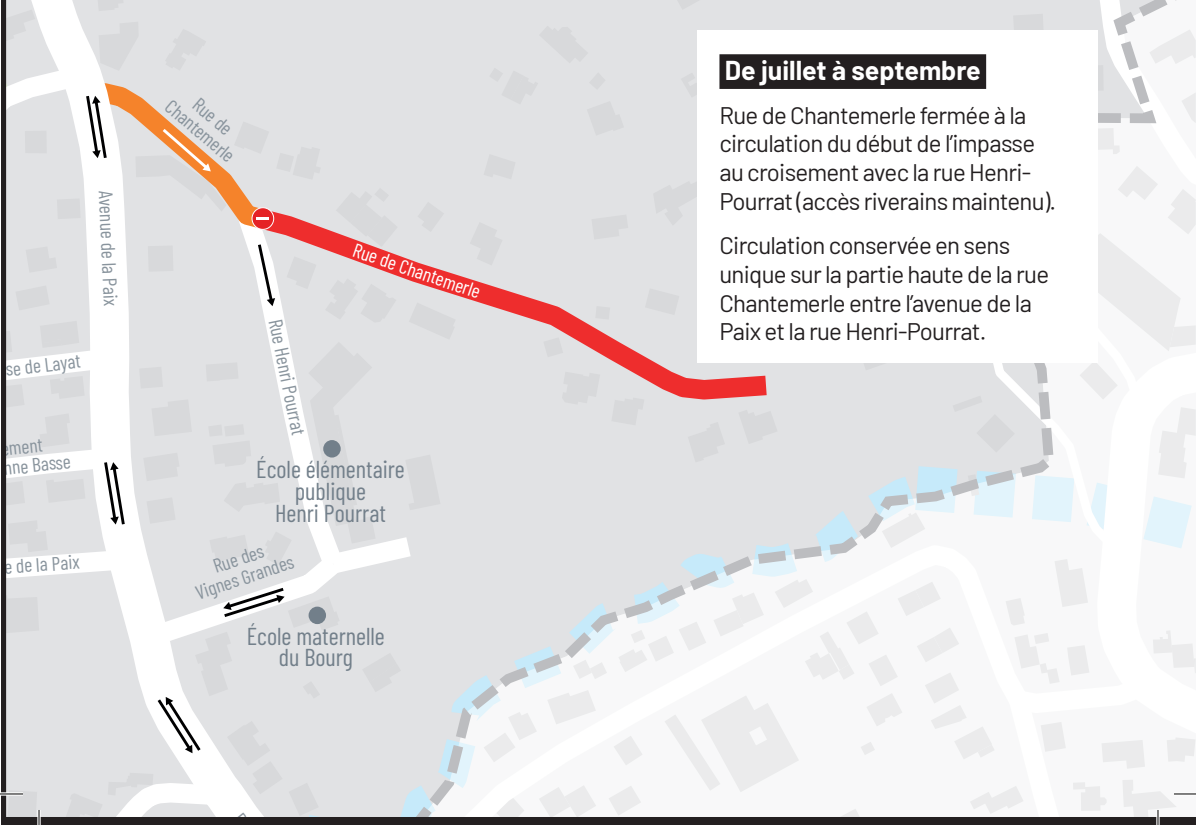 De juillet à septembre
Rue de Chantemerle fermée à la
circulation du début de l'impasse
au croisement avec la rue Henri-
Pourrat (accès riverains maintenu).
Circulation conservée en sens
unique sur la partie haute de la rue
Chantemerle entre l'avenue de la
Paix et la rue Henri-Pourrat.
Rue de
Chantemerle
Avenue de la Paix
Rue de Chantemerle
Rue Henri Pourrat
se de Layat
ement
nne Basse
École élémentaire
publique
Henri Pourrat
e de la Paix
Rue des
Vignes Grandes
École maternelle
du Bourg